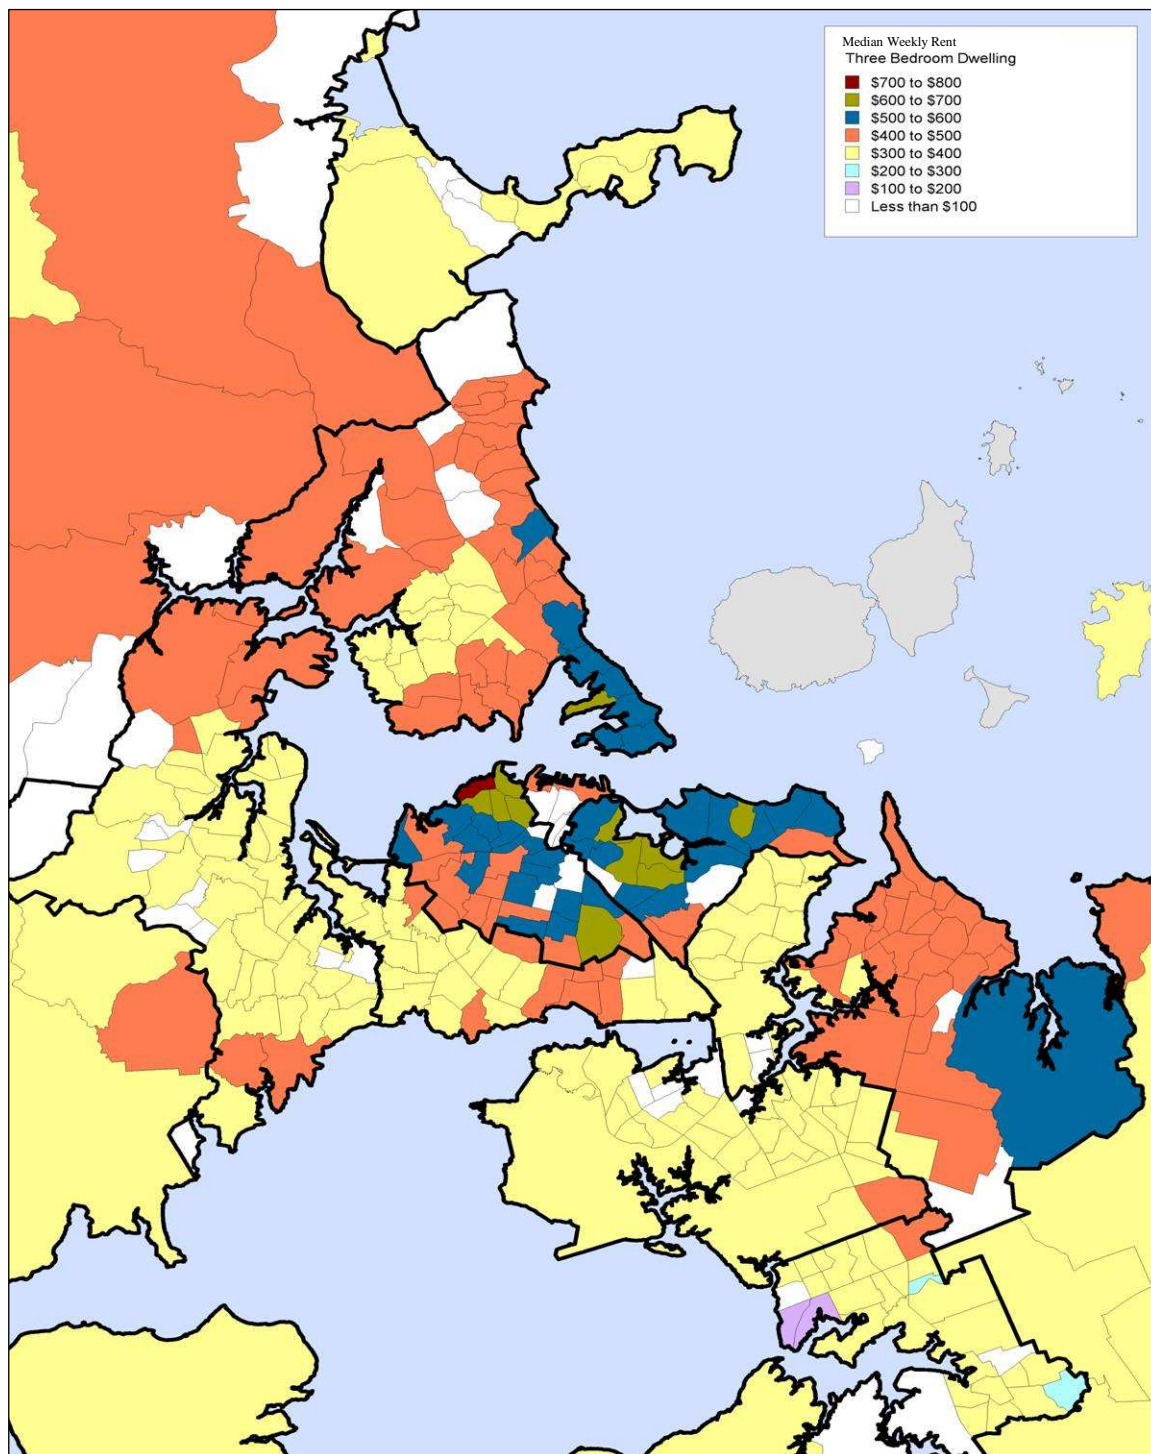 Median Weekly Rent
Three Bedroom Dwelling
$700 to $800
$600 to $700
$500 to $600
$400 to $500
$300 to $400
$200 to $300
$100 to $200
Less than $100